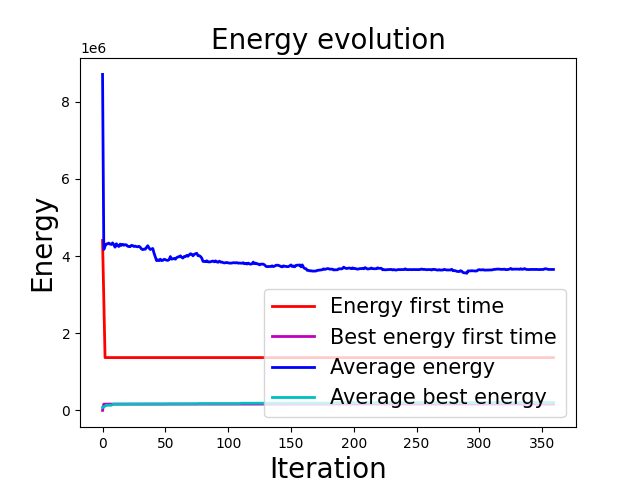 Energy evolution
1e6
8
6
4
2
0
Energy
Energy first time
Best energy first time
Average energy
Average best energy
0 50 100 150 200 250 300 350
Iteration